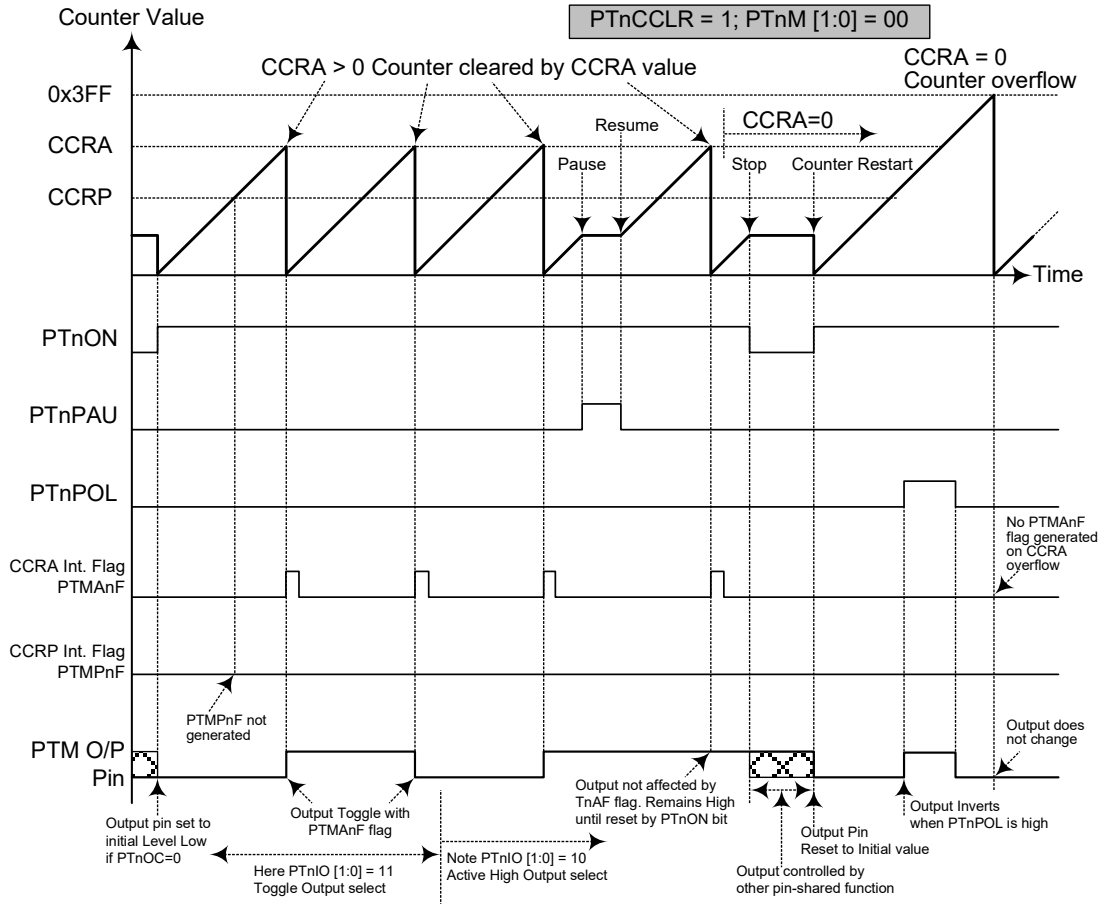 Counter Value
PTnCCLR = 1; PTnM [1:0] = 00
CCRA > 0 Counter cleared by CCRA value
CCRA = 0
Counter overflow
0x3FF
CCRA
CCRP
Resume
CCRA=0
Pause
Stop
Counter Restart
Time
PTnON
PTnPAU
PTnPOL
No PTMAnF
flag generated
on CCRA
overflow
CCRA Int. Flag
PTMAnF
CCRP Int. Flag
PTMPnF
PTMPnF not
generated
PTM O/P
Pin
Output does
not change
Output pin set to
initial Level Low
if PTnOC=0
Output Toggle with
PTMAnF flag
Output not affected by
TnAF flag. Remains High
until reset by PTnON bit
Output Inverts
when PTnPOL is high
Output Pin
Reset to Initial value
Here PTnIO [1:0] = 11
Toggle Output select
Note PTnIO [1:0] = 10
Active High Output select
Output controlled by
other pin-shared function